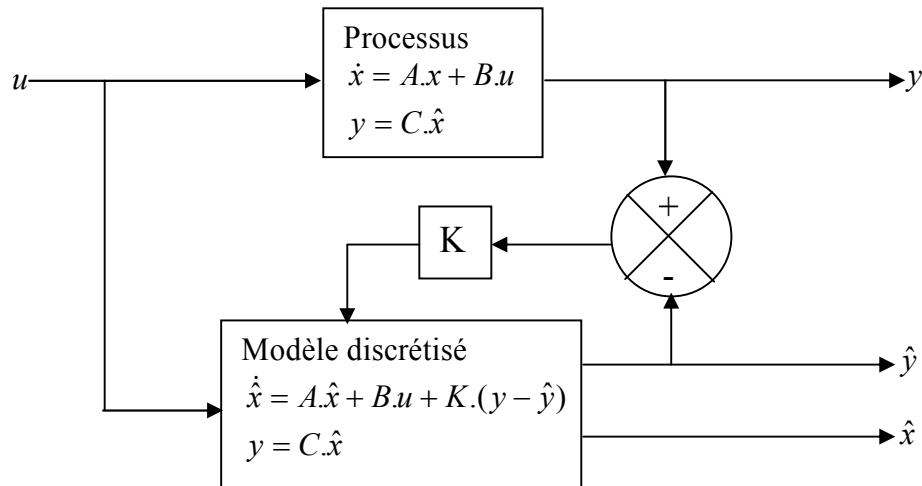 Processus
ẋ = A.x + B.u
y = C.x̂
u
y
+
K
-
Modèle discrétisé
x̂̇ = A.x̂ + B.u + K.(y − ŷ)
y = C.x̂
ŷ
x̂